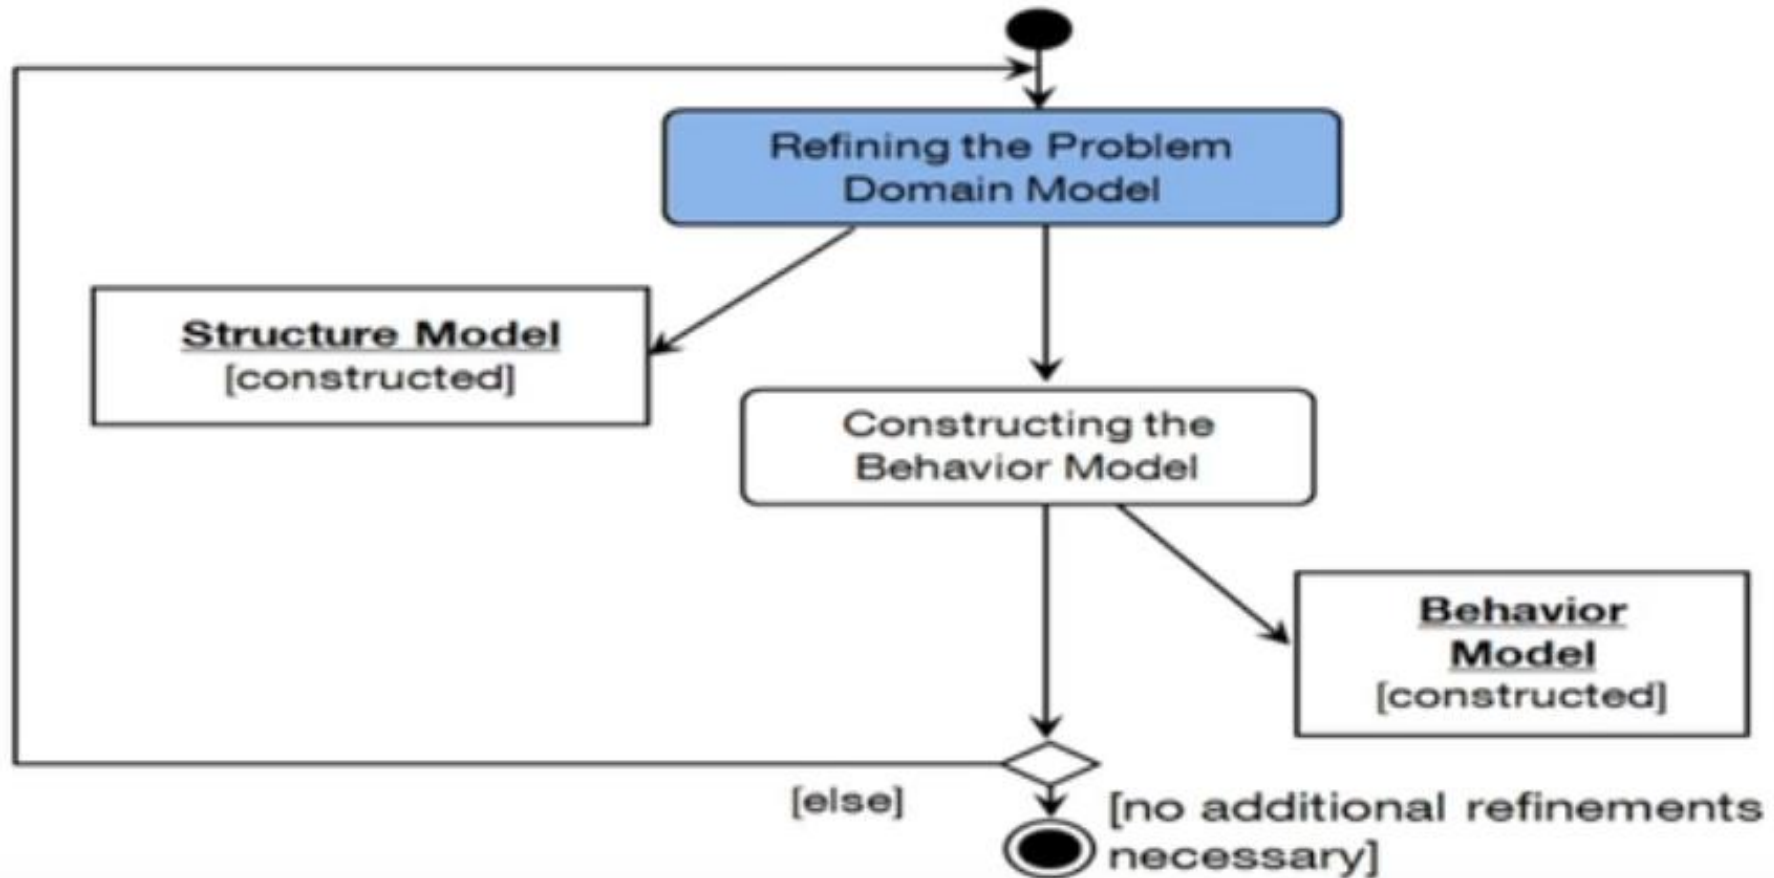 Refining the Problem
Domain Model
Structure Model
[constructed]
Constructing the
Behavior Model
Behavior
Model
[constructed]
[else]
[no additional refinements
necessary]